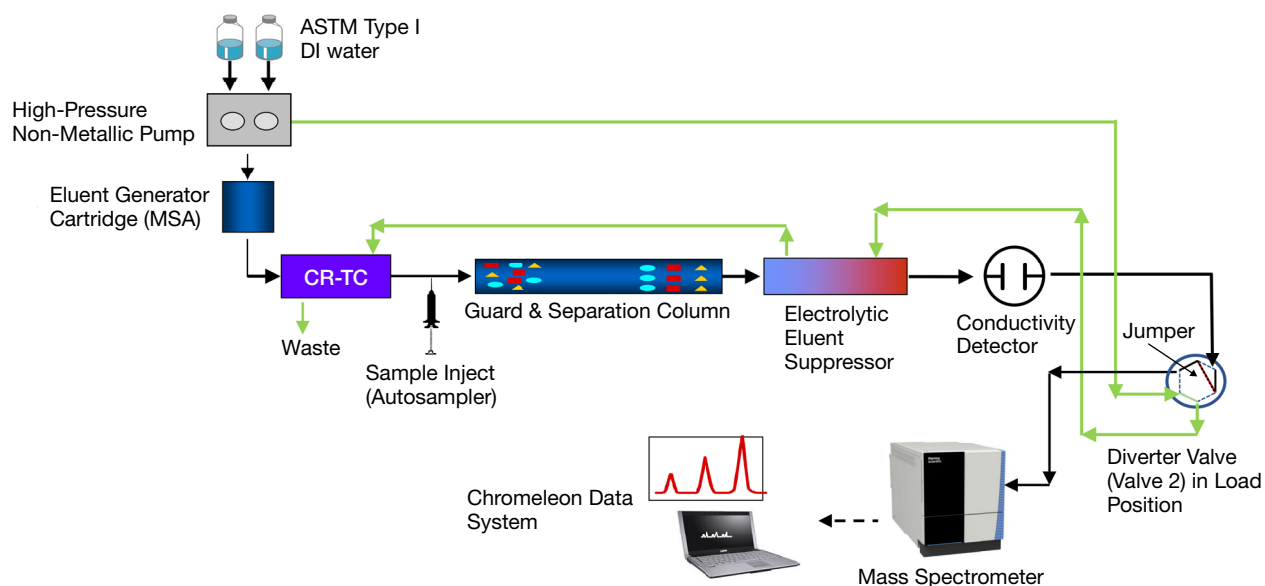 ASTM Type I
DI water
High-Pressure
Non-Metallic Pump
Eluent Generator
Cartridge (MSA)
CR-TC
Waste
Sample Inject
(Autosampler)
Guard & Separation Column
Electrolytic
Eluent
Suppressor
Conductivity
Detector
Jumper
Diverter Valve
(Valve 2) in Load
Position
Chromeleon Data
System
Mass Spectrometer